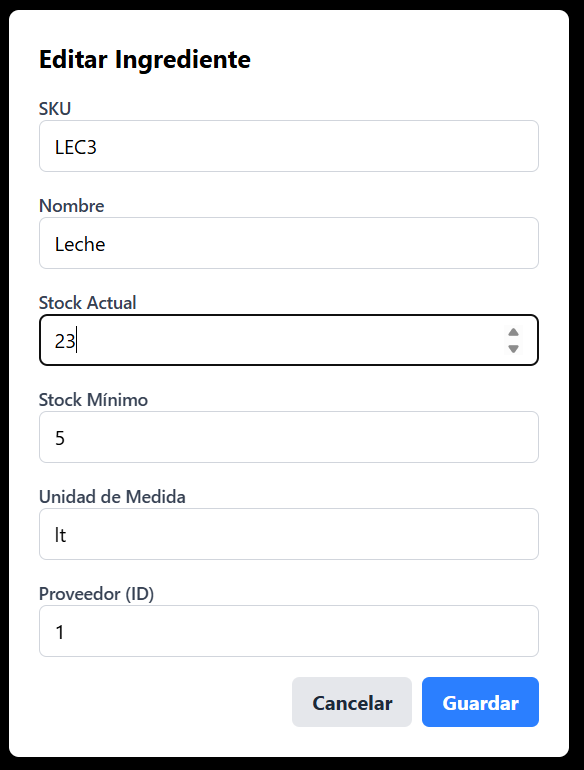 Editar Ingrediente
SKU
LEC3
Nombre
Leche
Stock Actual
23
Stock Mínimo
5
Unidad de Medida
lt
Proveedor (ID)
1
Cancelar Guardar